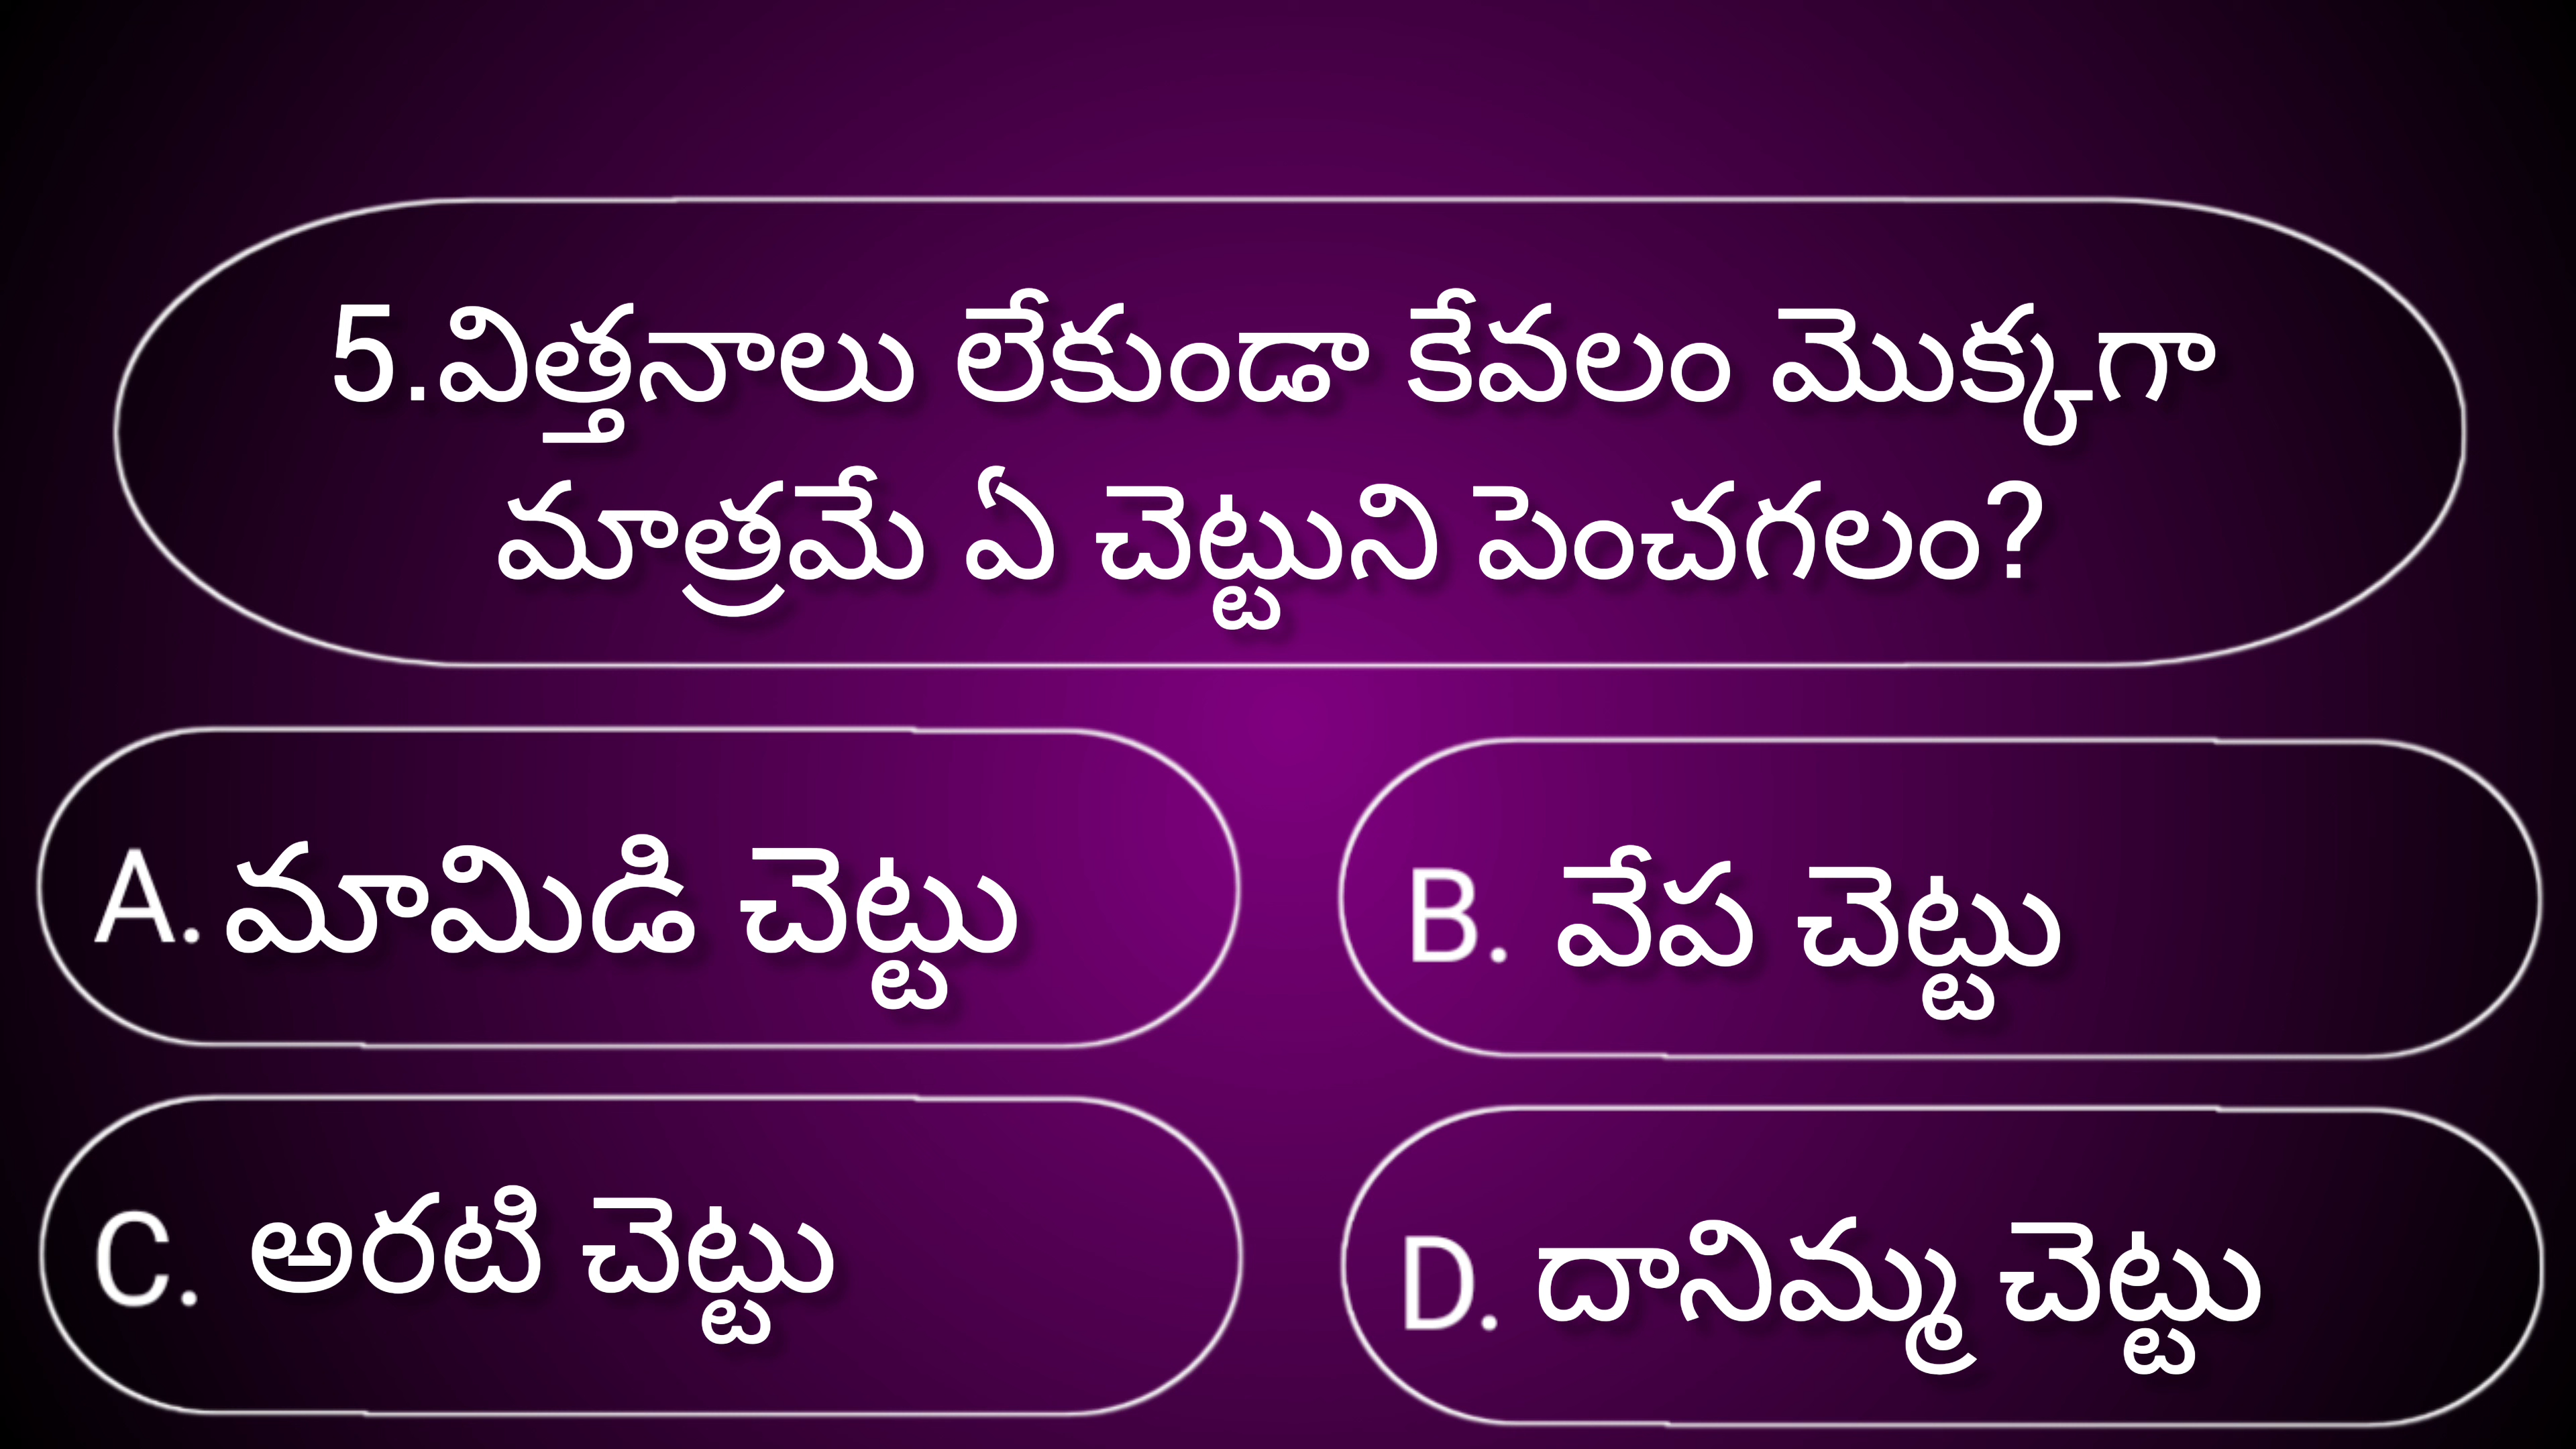 5.విత్తనాలు లేకుండా కేవలం మొక్కగా
మాత్రమే ఏ చెట్టుని పెంచగలం?
A. మామిడి చెట్టు
B. వేప చెట్టు
C. అరటి చెట్టు
D. దానిమ్మ చెట్టు